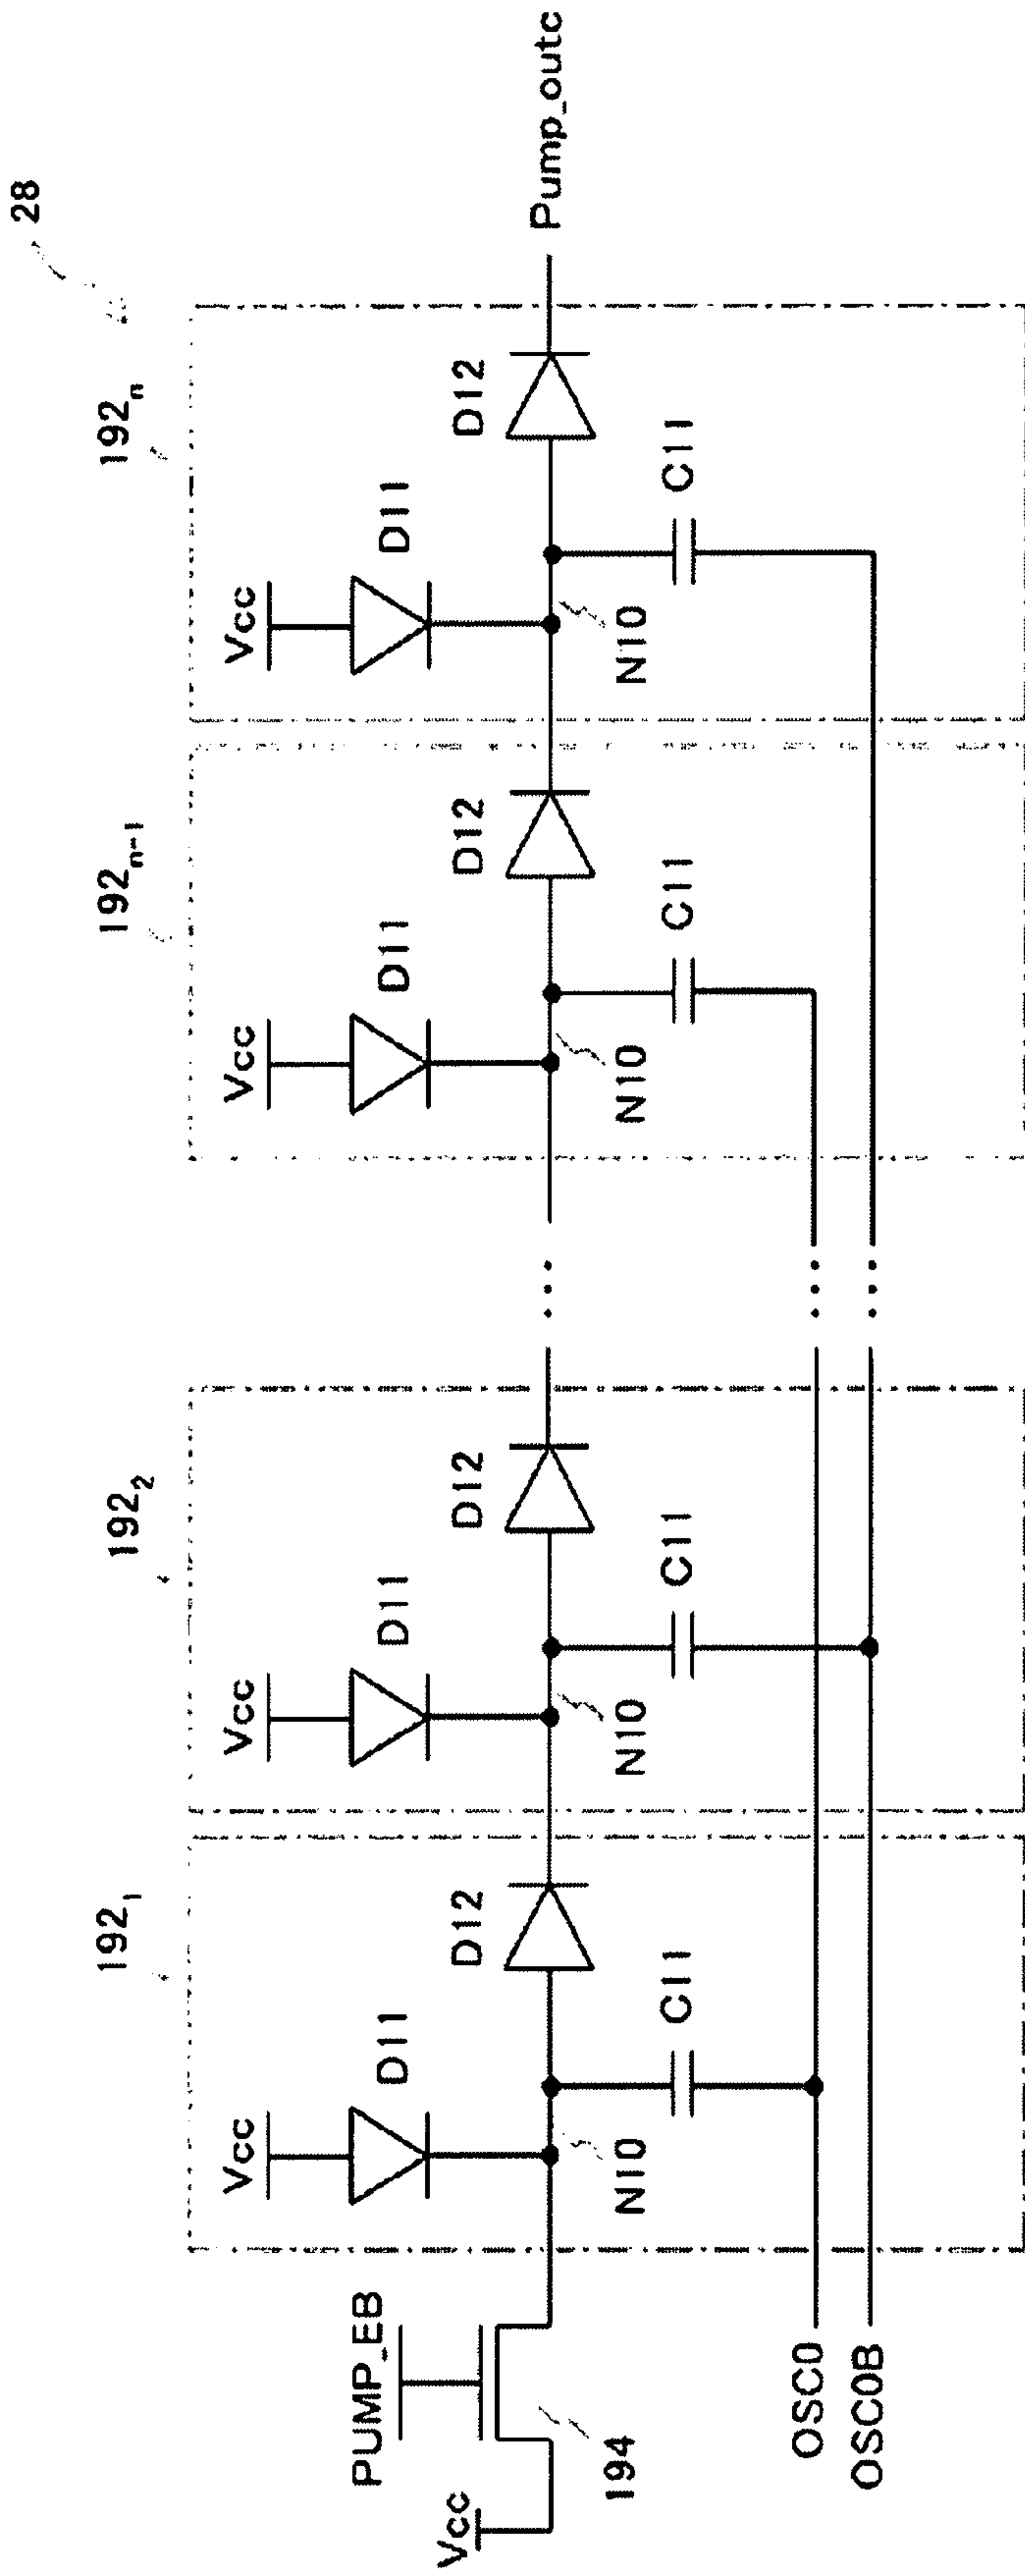 28
192₁
192₂
192ₙ₋₁
192ₙ
Vcc
Vcc
Vcc
Vcc
D11
D11
D11
D11
PUMP_EB
Vcc
194
D12
D12
D12
D12
Pump_outc
N10
N10
N10
N10
C11
C11
C11
C11
...
OSC0
...
OSC0B
...